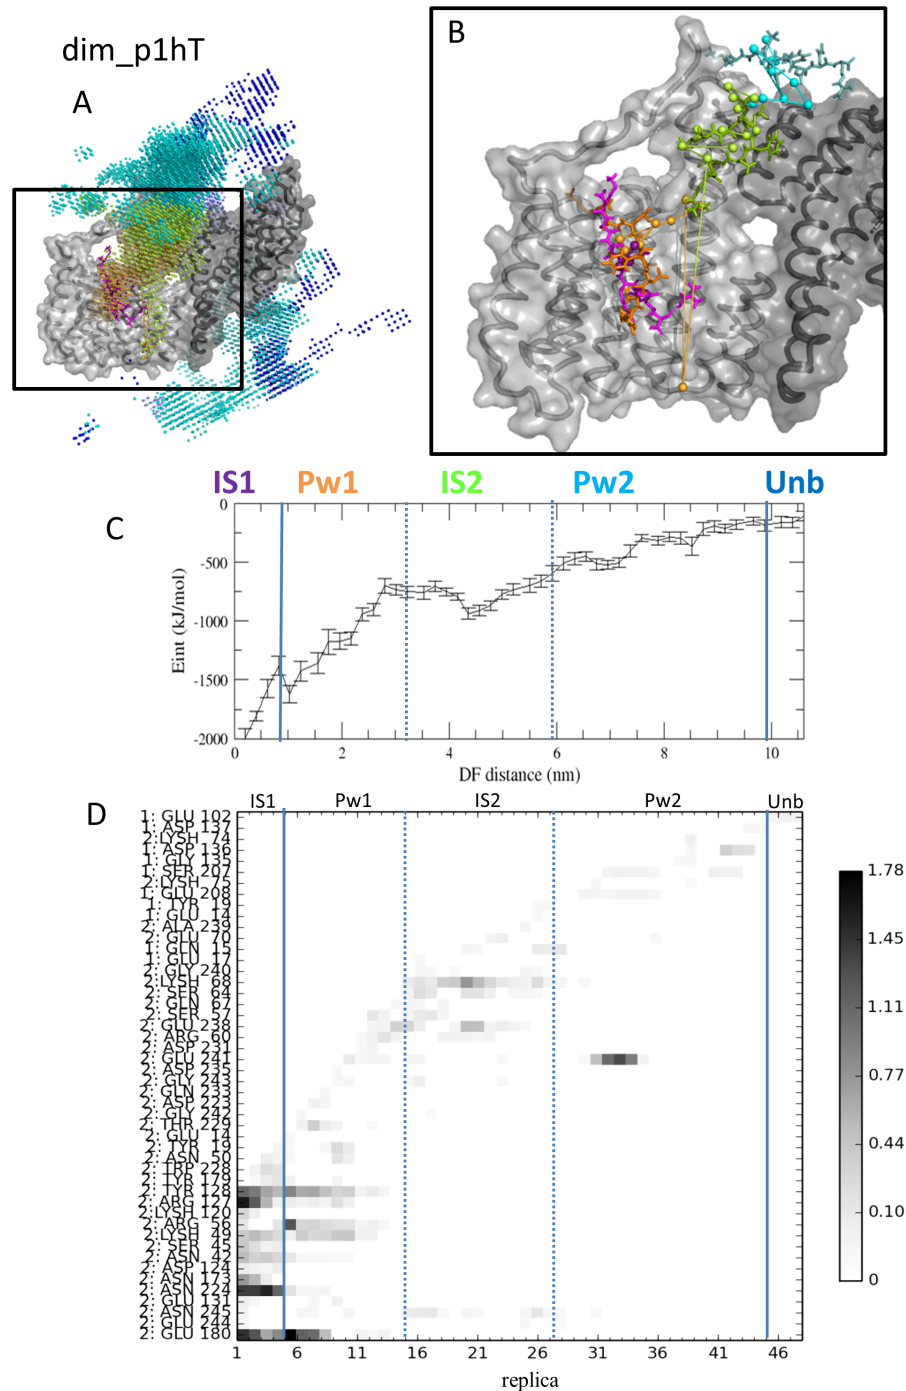 dim_p1hT
A
B
IS1 Pw1 IS2 Pw2 Unb
C
0
-500
-1000
-1500
-2000
Eint (kJ/mol)
0 2 4 6 8 10
DF distance (nm)
D
IS1 Pw1 IS2 Pw2 Unb
1: GLU 102
1: ASP 137
2:LYSH 74
1: ASP 136
1: GLY 135
1: SER 207
2:LYSH 75
1: GLU 208
1: TYR 19
1: GLU 14
2: ALA 239
2: GLU 70
1: GLN 15
1: GLU 17
2: GLY 240
2:LYSH 68
2: SER 64
2: GLN 67
2: SER 57
2: GLU 238
2: ARG 60
2: ASP 231
2: GLU 241
2: ASP 235
2: GLY 243
2: GLN 233
2: ASP 223
2: GLY 242
2: THR 229
2: GLU 14
2: TYR 19
2: ASN 50
2: TRP 228
2: TYR 179
2: TYR 128
2: ARG 127
2:LYSH 120
2: ARG 56
2:LYSH 49
2: SER 45
2: ASN 42
2: ASP 124
2: ASN 173
2: ASN 224
2: GLU 131
2: ASN 245
2: GLU 244
2: GLU 180
1 6 11 16 21 26 31 36 41 46
replica
1.78
1.45
1.11
0.77
0.44
0.10
0